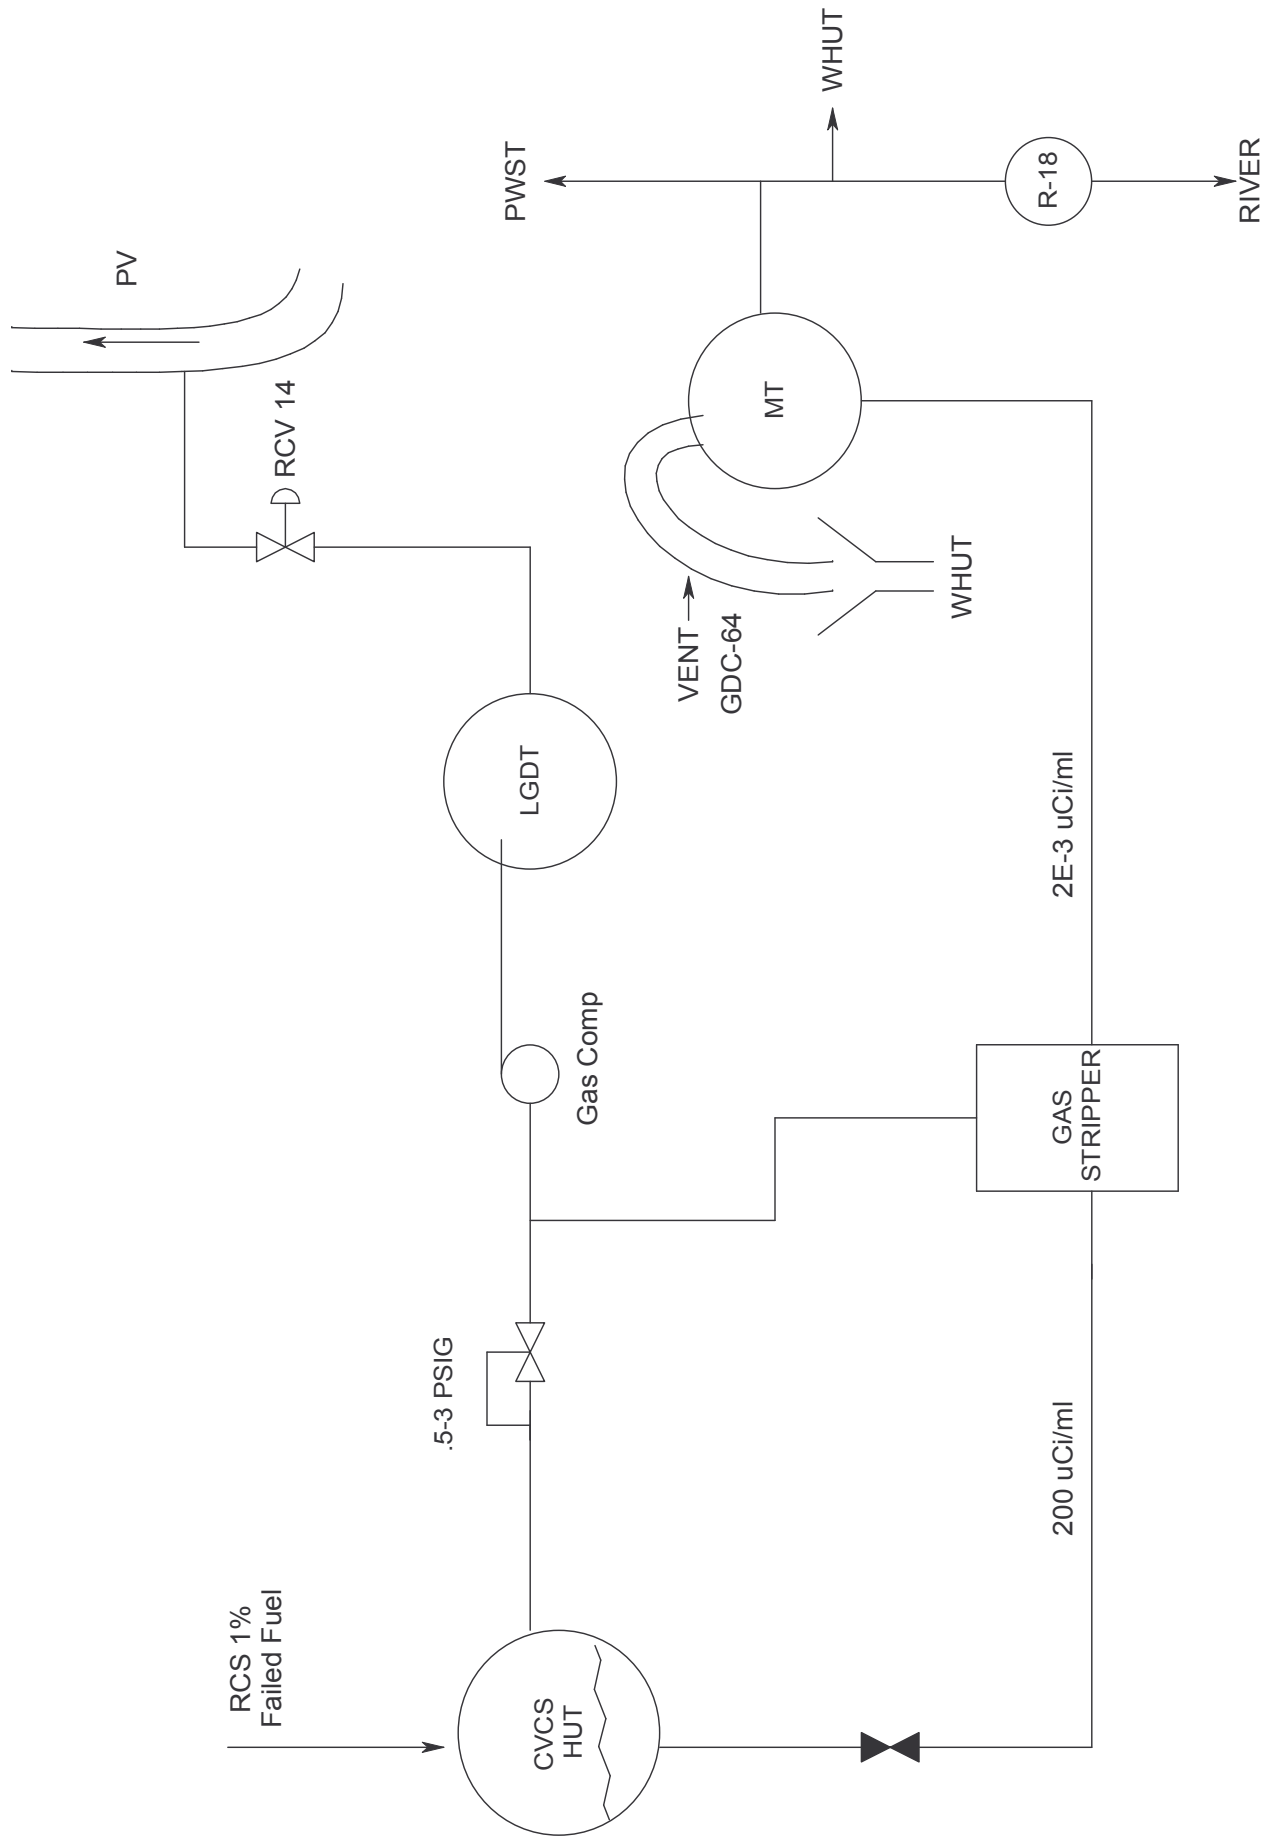 RCS 1%
Failed Fuel
CVCS
HUT
.5-3 PSIG
Gas Comp
LGDT
RCV 14
PV
200 uCi/ml
GAS
STRIPPER
2E-3 uCi/ml
VENT
GDC-64
WHUT
MT
PWST
WHUT
R-18
RIVER